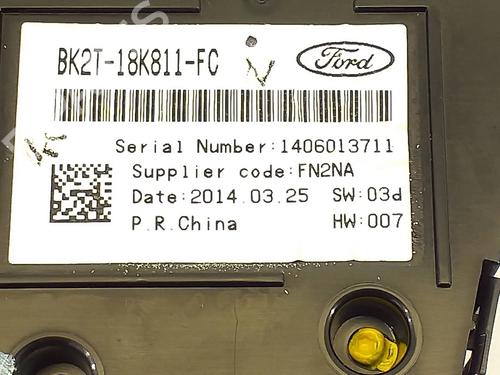 BK2T-18K811-FC
Ford
Serial Number:1406013711
Supplier code:FN2NA
Date:2014.03.25 SW:03d
P.R.China HW:007